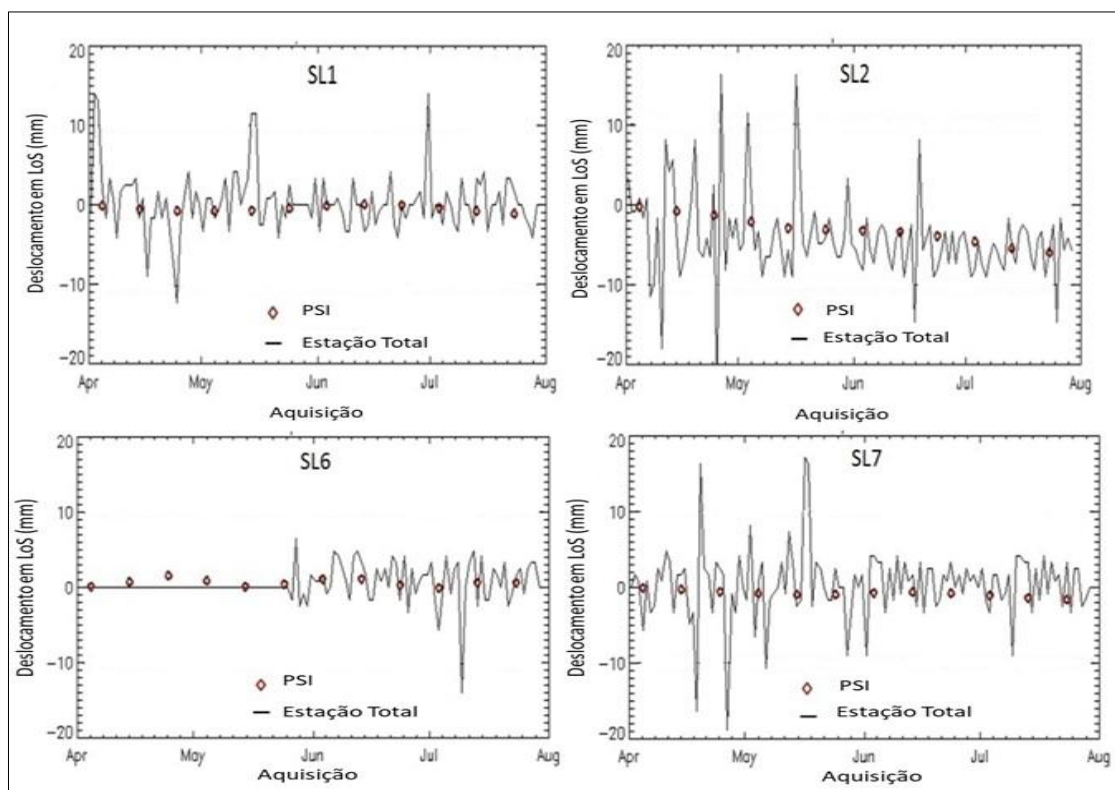 SL1
Deslocamento em LoS (mm)
20
10
0
−10
−20
PSI
Estação Total
Apr May Jun Jul Aug
Aquisição
SL2
Deslocamento em LoS (mm)
20
10
0
−10
−20
PSI
Estação Total
Apr May Jun Jul Aug
Aquisição
SL6
Deslocamento em LoS (mm)
20
10
0
−10
−20
PSI
Estação Total
Apr May Jun Jul Aug
Aquisição
SL7
Deslocamento em LoS (mm)
20
10
0
−10
−20
PSI
Estação Total
Apr May Jun Jul Aug
Aquisição